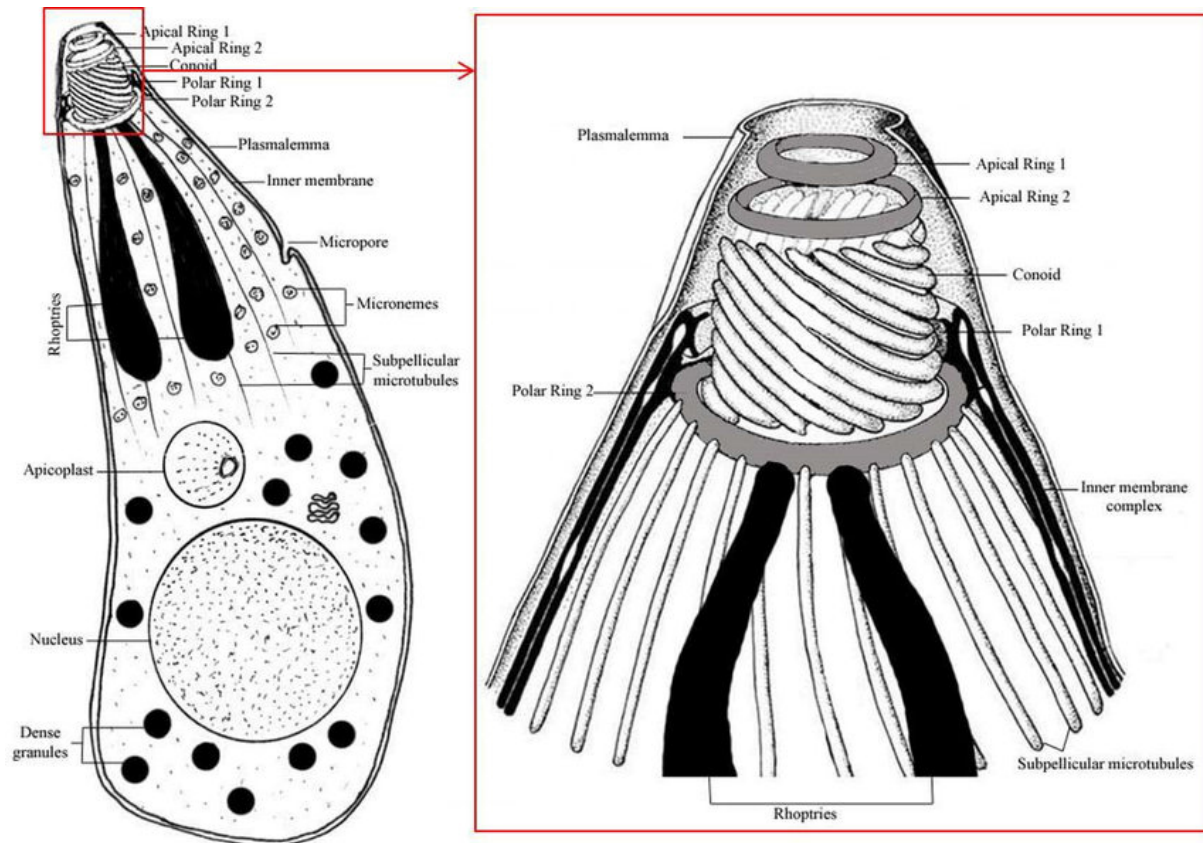 Apical Ring 1
Apical Ring 2
Conoid
Polar Ring 1
Polar Ring 2
Plasmalemma
Inner membrane
Micropore
Micronemes
Rhoptries
Subpellicular
microtubules
Apicoplast
Nucleus
Dense
granules
Plasmalemma
Apical Ring 1
Apical Ring 2
Conoid
Polar Ring 1
Polar Ring 2
Inner membrane
complex
Subpellicular microtubules
Rhoptries